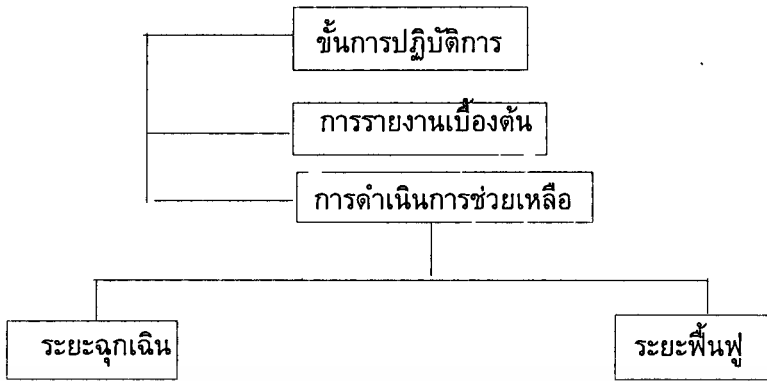 ขั้นการปฏิบัติการ
การรายงานเบื้องต้น
การดำเนินการช่วยเหลือ
ระยะฉุกเฉิน
ระยะฟื้นฟู